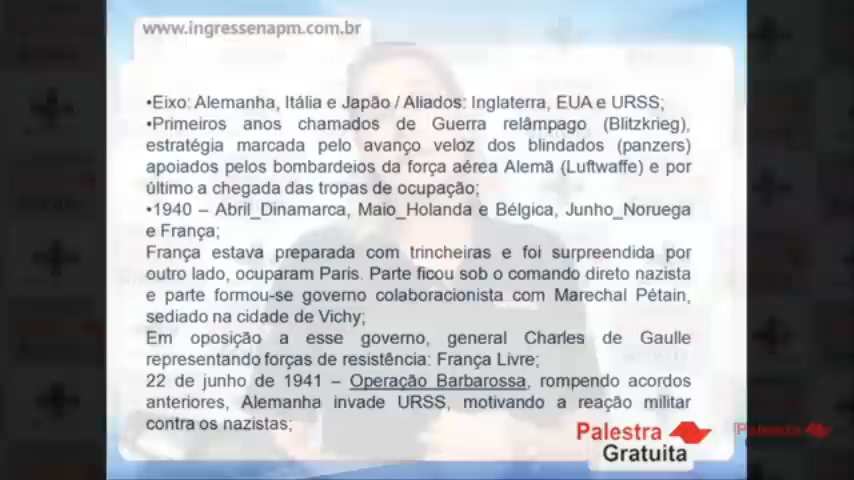 www.ingressenapm.com.br
•Eixo: Alemanha, Itália e Japão / Aliados: Inglaterra, EUA e URSS;
•Primeiros anos chamados de Guerra relâmpago (Blitzkrieg),
estratégia marcada pelo avanço veloz dos blindados (panzers)
apoiados pelos bombardeios da força aérea Alemã (Luftwaffe) e por
último a chegada das tropas de ocupação;
•1940 – Abril_Dinamarca, Maio_Holanda e Bélgica, Junho_Noruega
e França;
França estava preparada com trincheiras e foi surpreendida por
outro lado, ocuparam Paris. Parte ficou sob o comando direto nazista
e parte formou-se governo colaboracionista com Marechal Pétain,
sediado na cidade de Vichy;
Em oposição a esse governo, general Charles de Gaulle
representando forças de resistência: França Livre;
22 de junho de 1941 – Operação Barbarossa, rompendo acordos
anteriores, Alemanha invade URSS, motivando a reação militar
contra os nazistas;
Palestra
Gratuita
Palestra